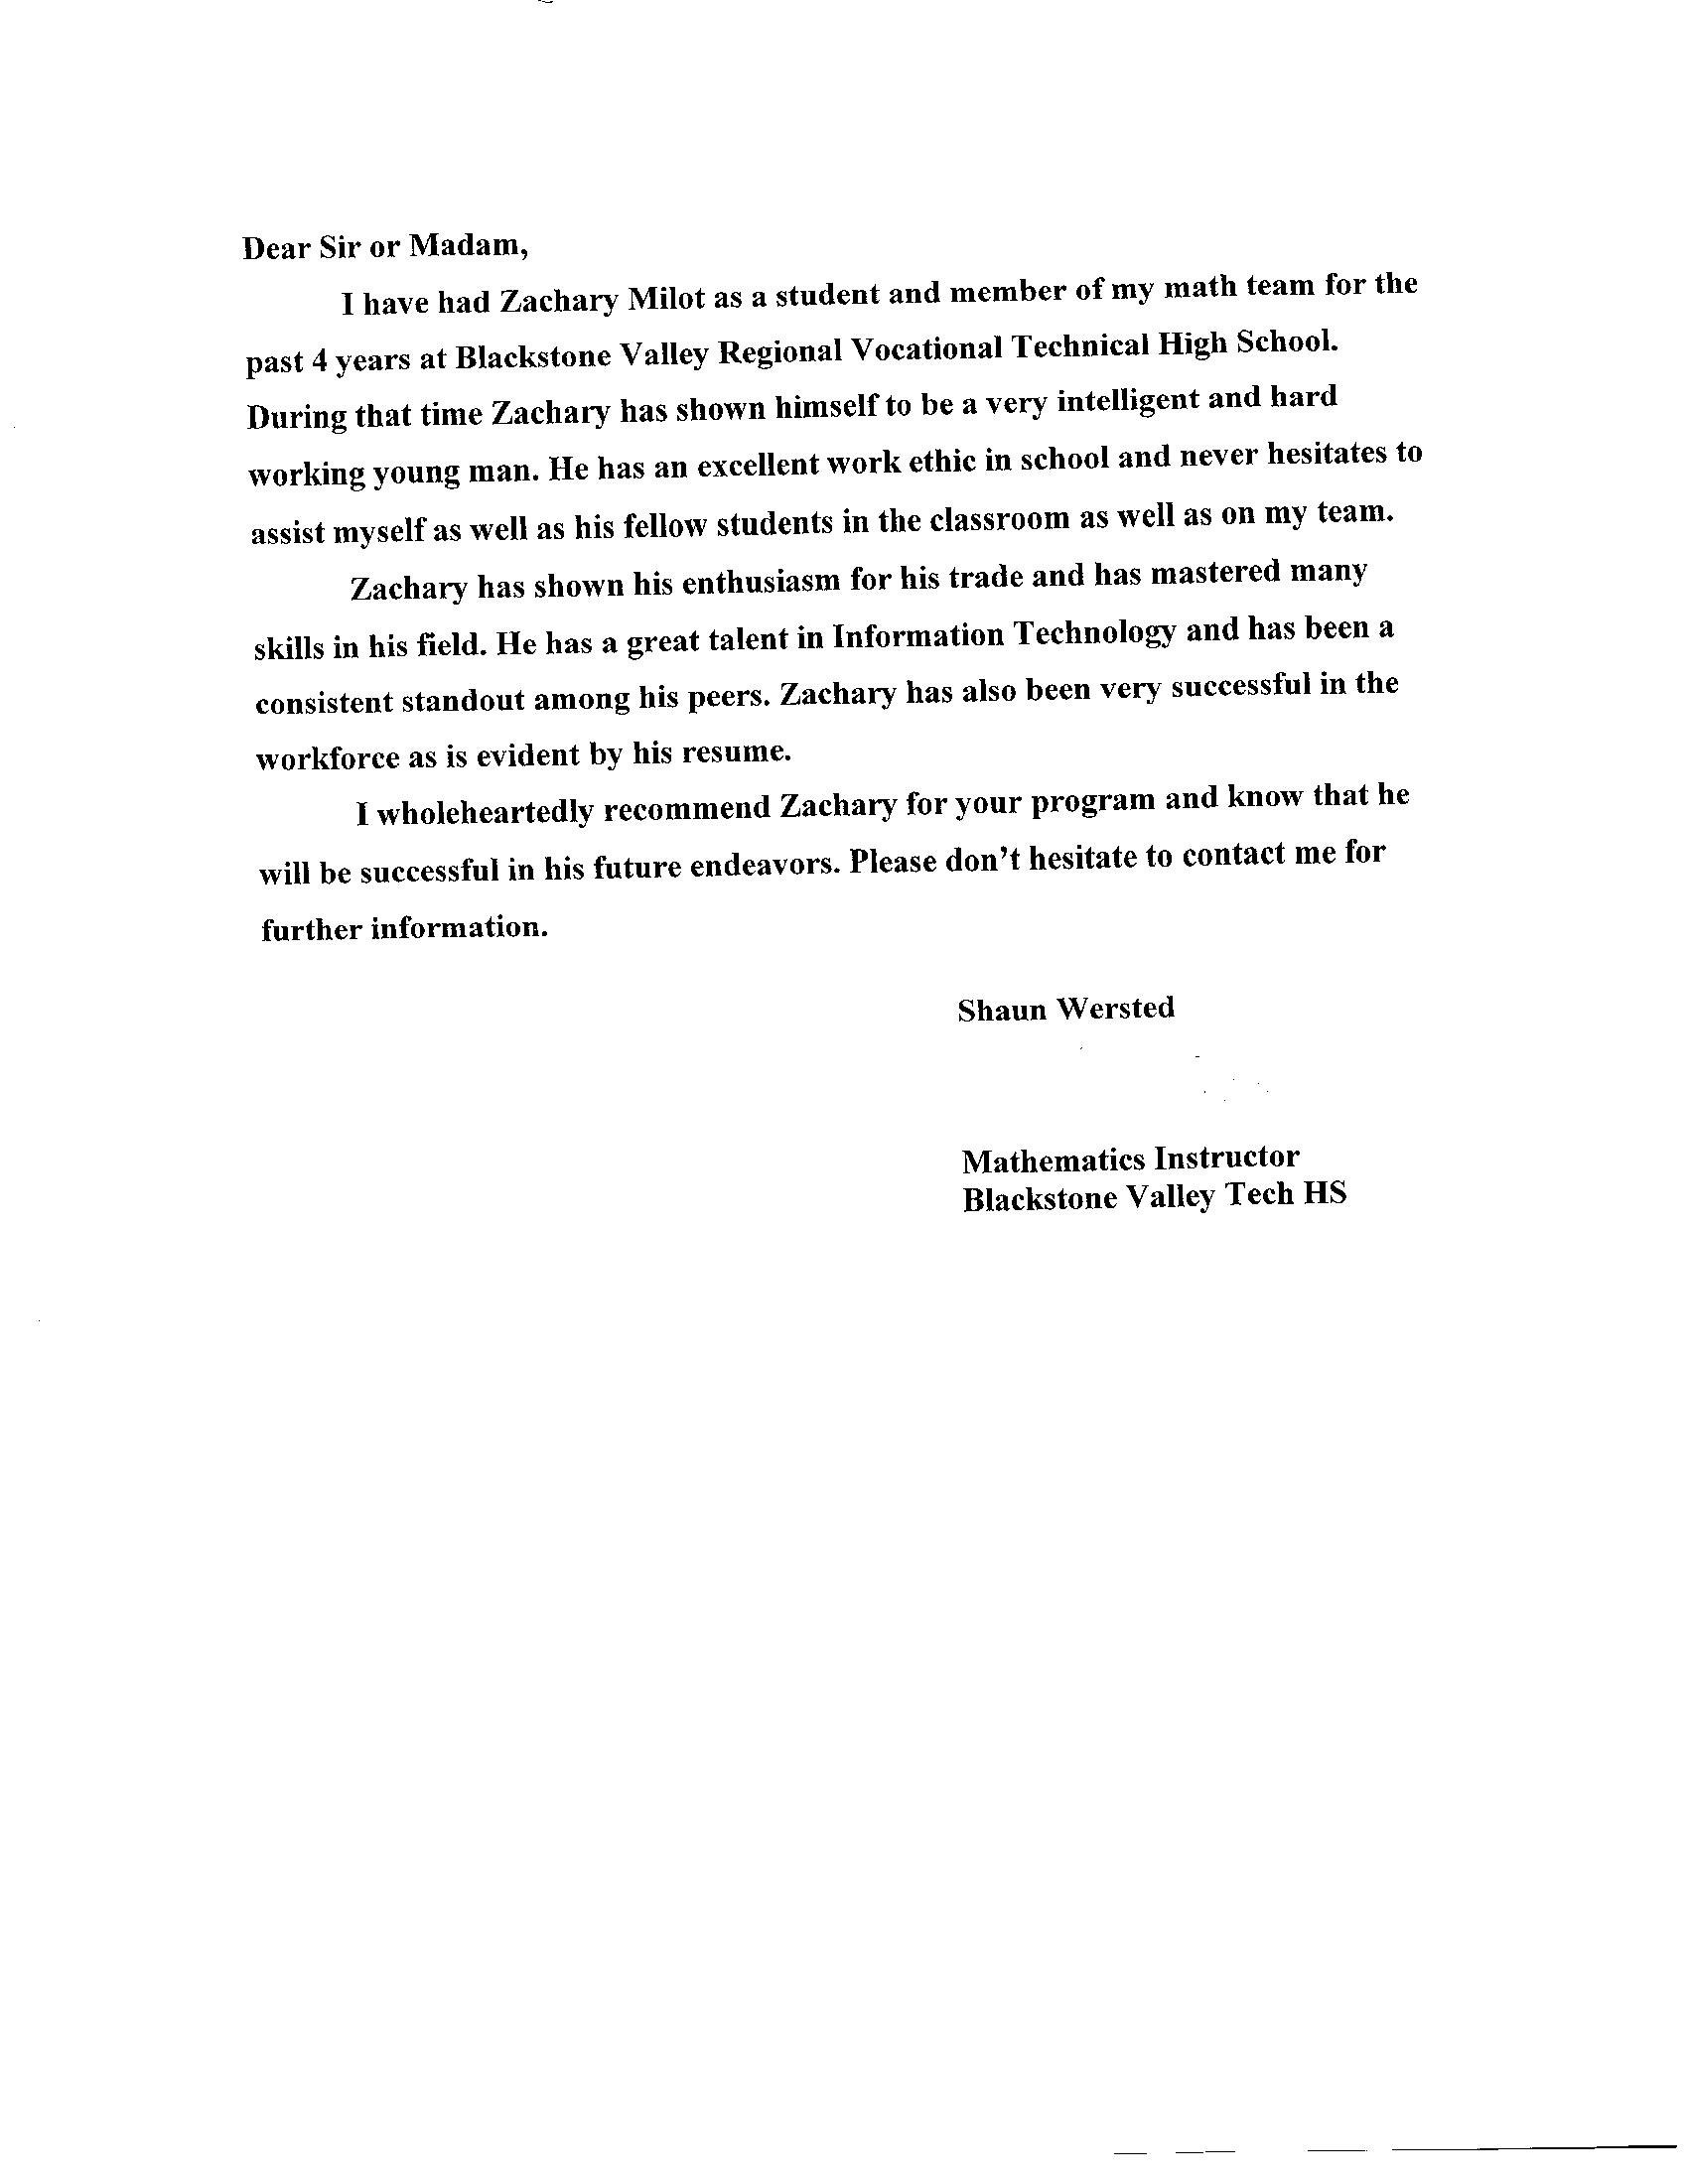 Dear Sir or Madam,
I have had Zachary Milot as a student and member of my math team for the
past 4 years at Blackstone Valley Regional Vocational Technical High School.
During that time Zachary has shown himself to be a very intelligent and hard
working young man. He has an excellent work ethic in school and never hesitates to
assist myself as well as his fellow students in the classroom as well as on my team.
Zachary has shown his enthusiasm for his trade and has mastered many
skills in his field. He has a great talent in Information Technology and has been a
consistent standout among his peers. Zachary has also been very successful in the
workforce as is evident by his resume.
I wholeheartedly recommend Zachary for your program and know that he
will be successful in his future endeavors. Please don't hesitate to contact me for
further information.
Shaun Wersted
Mathematics Instructor
Blackstone Valley Tech HS